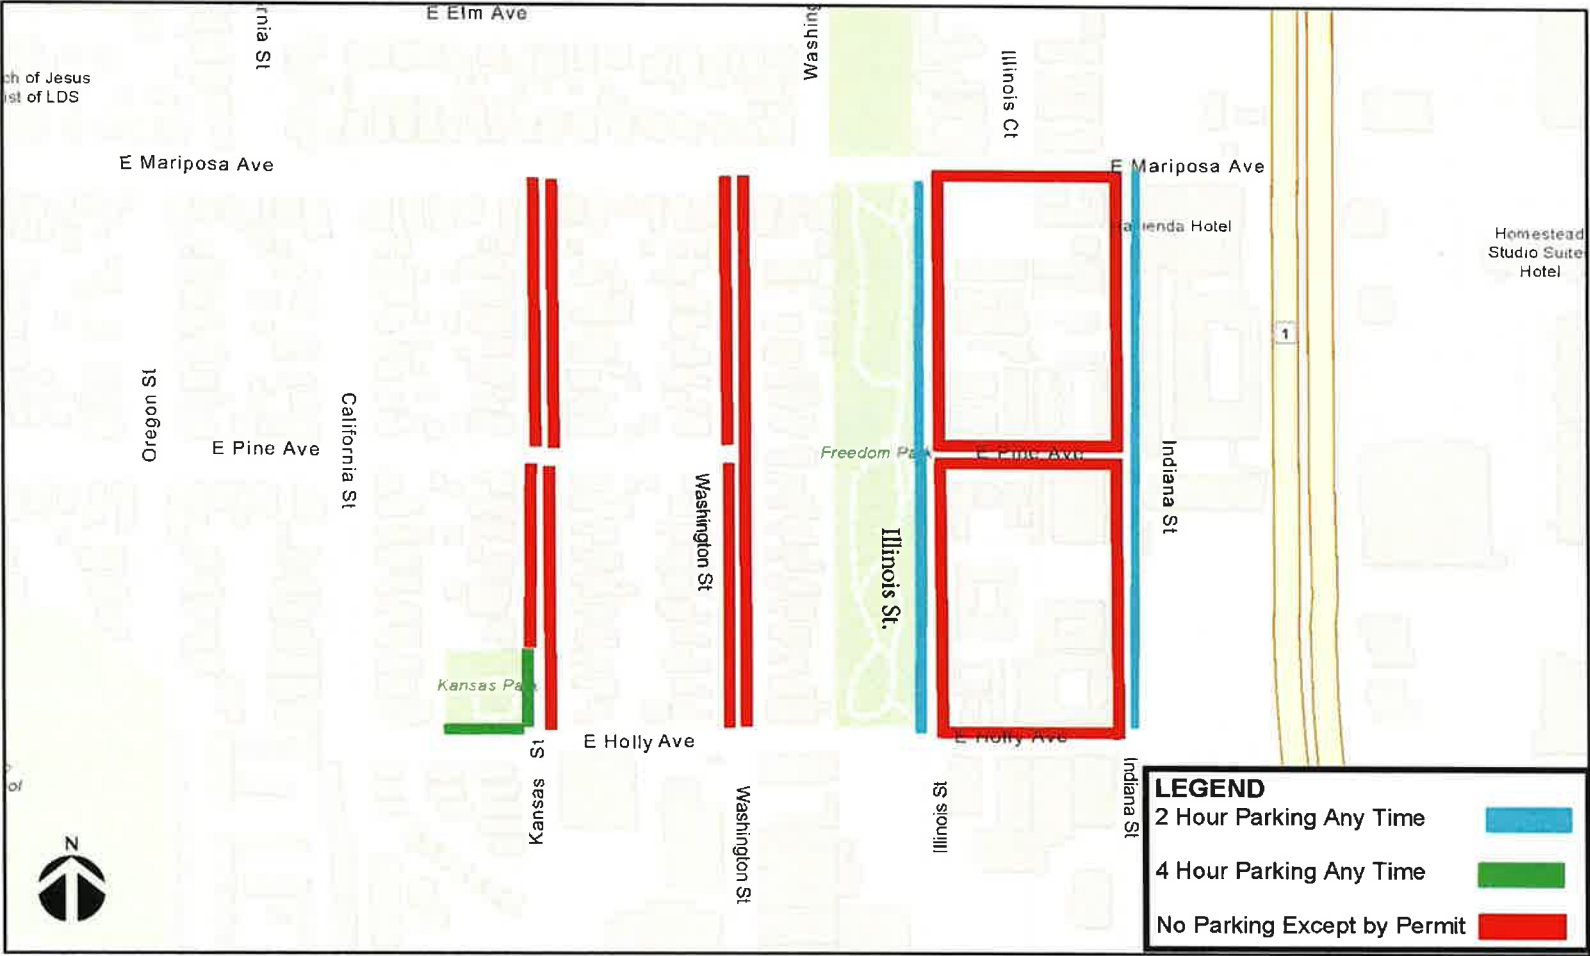 E Elm Ave
rnia St
Washing
Illinois Ct
ch of Jesus
ist of LDS
E Mariposa Ave
E Mariposa Ave
Hacienda Hotel
Homestead
Studio Suite
Hotel
1
Oregon St
California St
E Pine Ave
Freedom Park
E Pine Ave
Indiana St
Washington St
Illinois St.
Kansas Park
E Holly Ave
E Holly Ave
Kansas St
Washington St
Illinois St
Indiana St
ol
N
LEGEND
2 Hour Parking Any Time
4 Hour Parking Any Time
No Parking Except by Permit